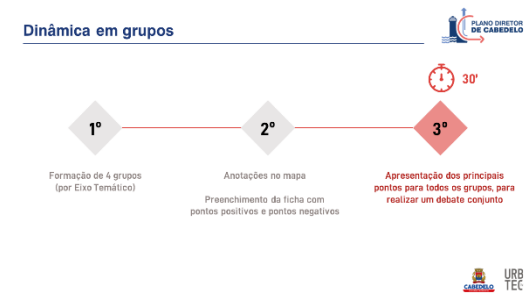 Dinâmica em grupos
PLANO DIRETOR
DE CABEDELO
30'
1º
2º
3º
Formação de 4 grupos
(por Eixo Temático)
Anotações no mapa
Preenchimento da ficha com
pontos positivos e pontos negativos
Apresentação dos principais
pontos para todos os grupos, para
realizar um debate conjunto
CABEDELO
URB
TEC